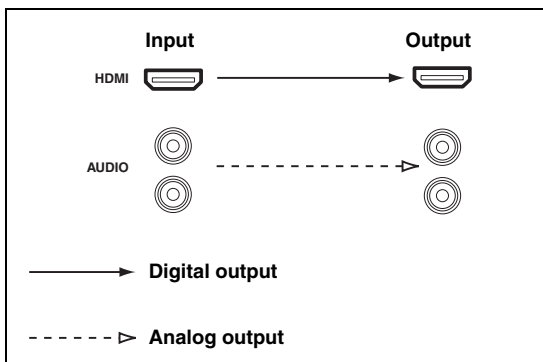 Input Output
HDMI
AUDIO
Digital output
Analog output